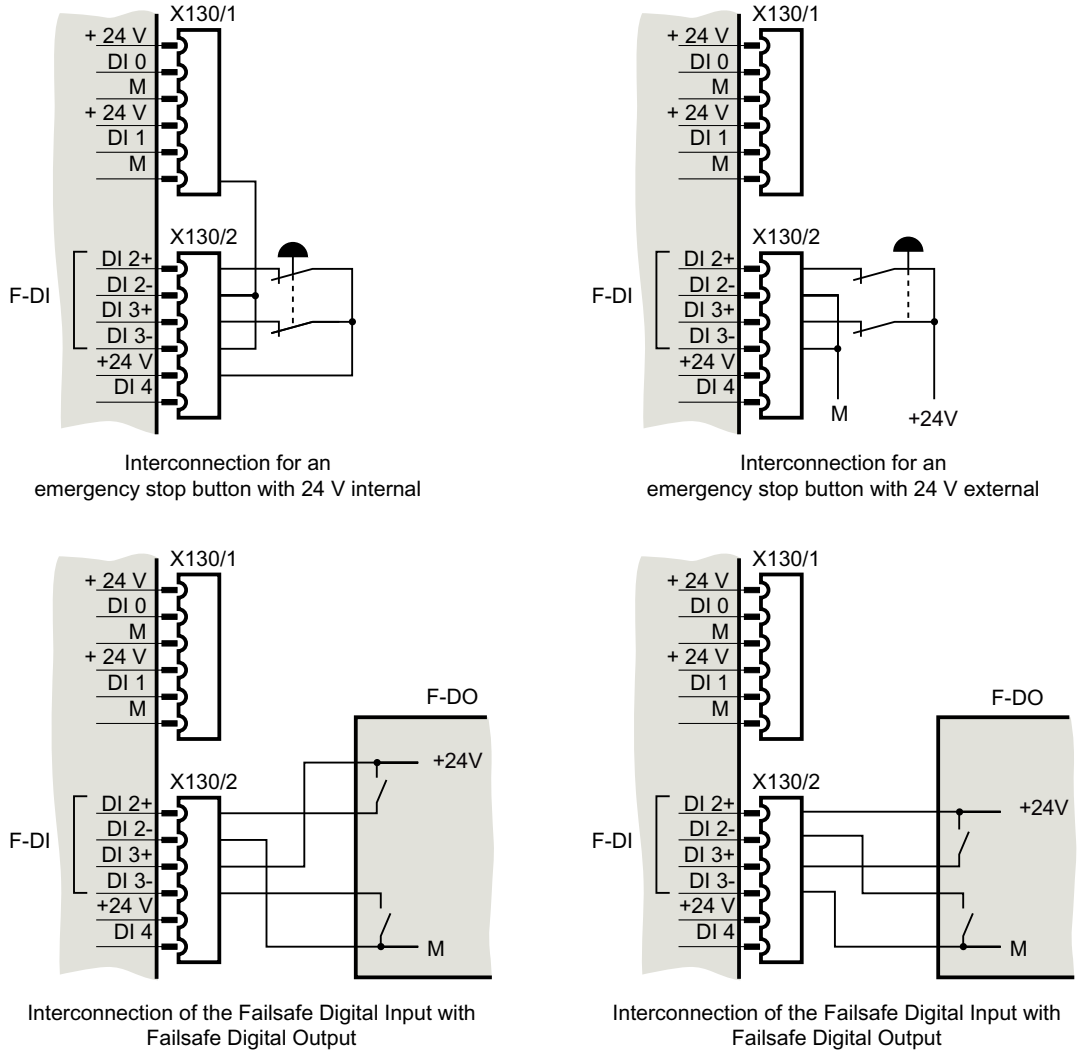 X130/1
+ 24 V
DI 0
M
+ 24 V
DI 1
M
X130/2
F-DI
DI 2+
DI 2-
DI 3+
DI 3-
+24 V
DI 4
Interconnection for an
emergency stop button with 24 V internal
X130/1
+ 24 V
DI 0
M
+ 24 V
DI 1
M
X130/2
F-DI
DI 2+
DI 2-
DI 3+
DI 3-
+24 V
DI 4
M
+24V
Interconnection for an
emergency stop button with 24 V external
X130/1
+ 24 V
DI 0
M
+ 24 V
DI 1
M
F-DO
+24V
X130/2
F-DI
DI 2+
DI 2-
DI 3+
DI 3-
+24 V
DI 4
M
Interconnection of the Failsafe Digital Input with
Failsafe Digital Output
X130/1
+ 24 V
DI 0
M
+ 24 V
DI 1
M
F-DO
X130/2
+24V
F-DI
DI 2+
DI 2-
DI 3+
DI 3-
+24 V
DI 4
M
Interconnection of the Failsafe Digital Input with
Failsafe Digital Output